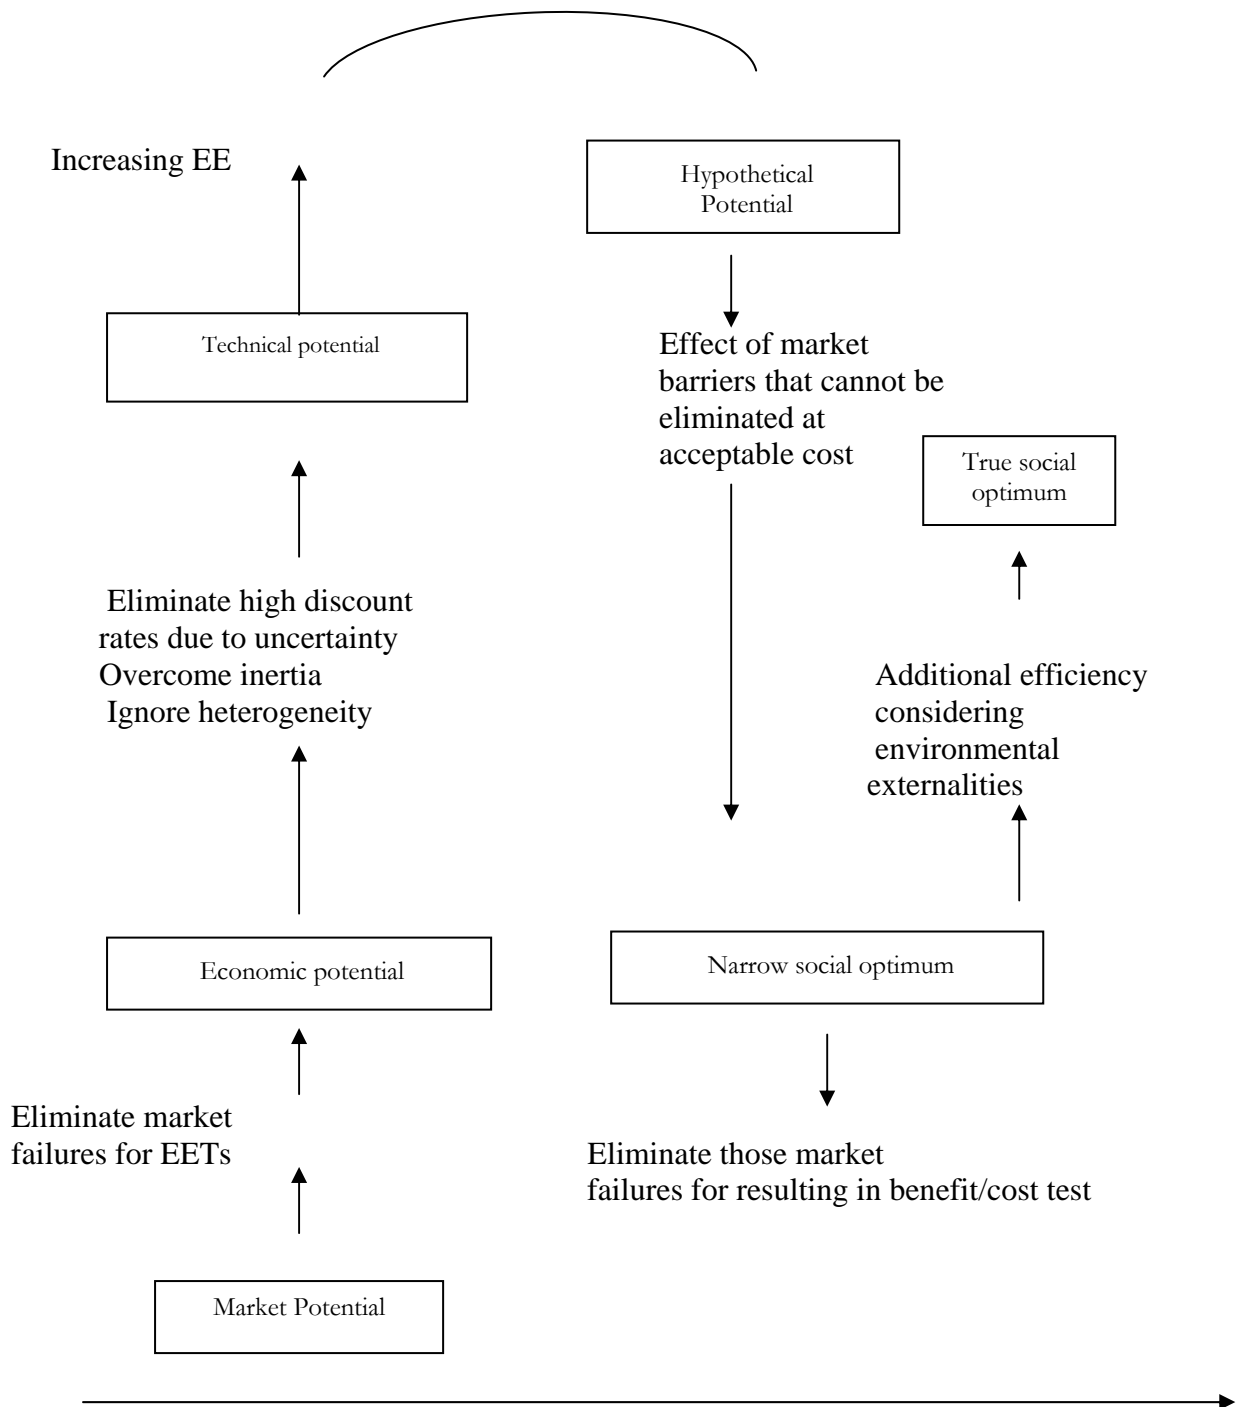 Increasing EE
Hypothetical
Potential
Technical potential
Effect of market
barriers that cannot be
eliminated at
acceptable cost
True social
optimum
Eliminate high discount
rates due to uncertainty
Overcome inertia
Ignore heterogeneity
Additional efficiency
considering
environmental
externalities
Economic potential
Narrow social optimum
Eliminate market
failures for EETs
Eliminate those market
failures for resulting in benefit/cost test
Market Potential